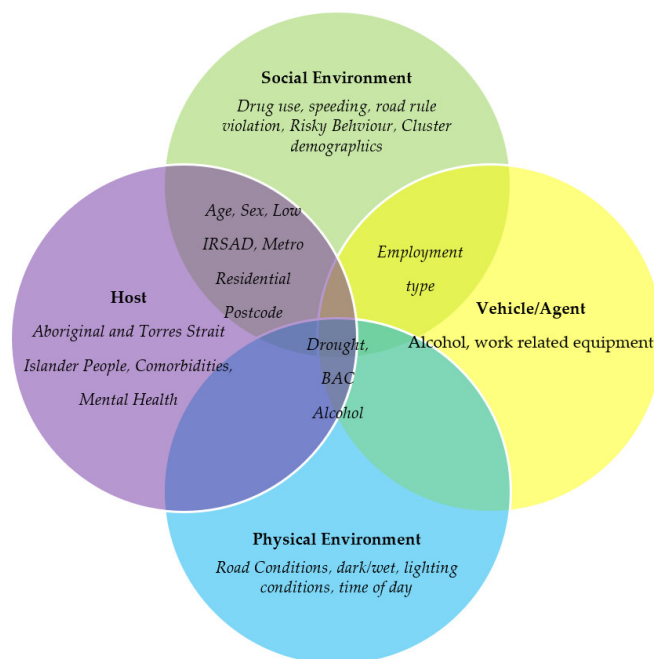 Social Environment
Drug use, speeding, road rule
violation, Risky Behviour, Cluster
demographics
Age, Sex, Low
IRSAD, Metro
Residential
Postcode
Employment
type
Host
Aboriginal and Torres Strait
Islander People, Comorbidities,
Mental Health
Vehicle/Agent
Alcohol, work related equipment
Drought,
BAC
Alcohol
Physical Environment
Road Conditions, dark/wet, lighting
conditions, time of day